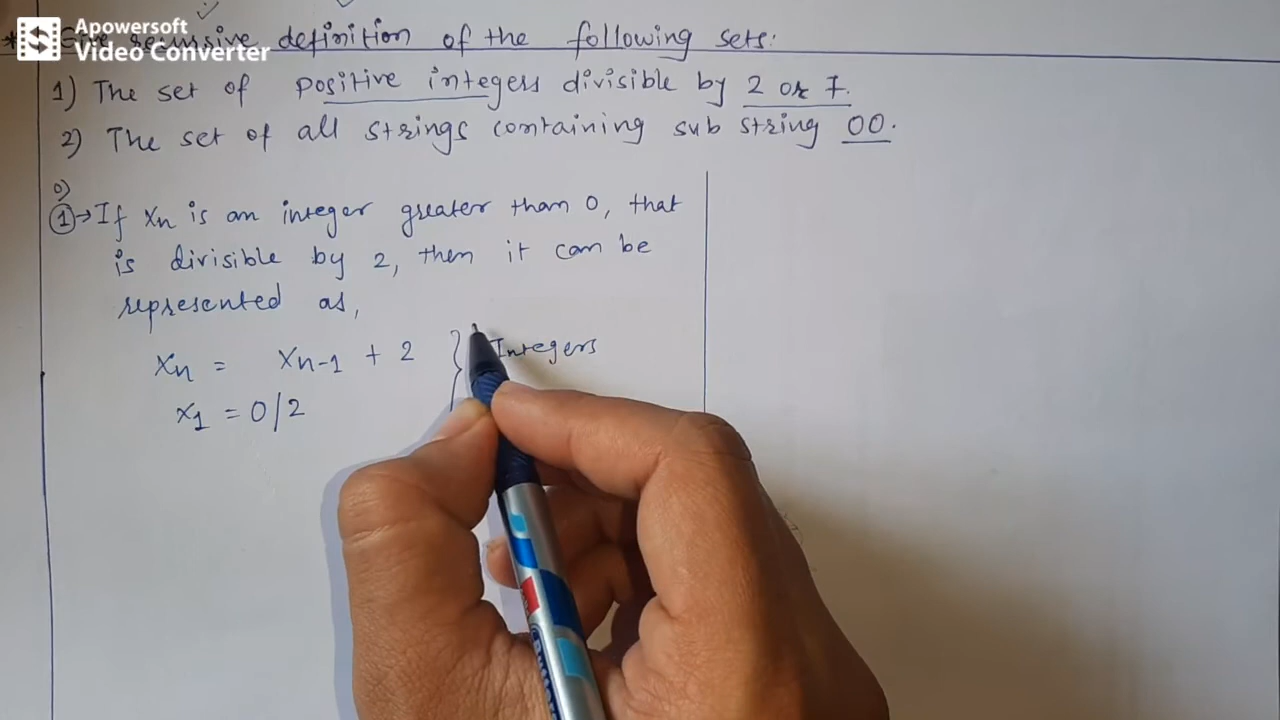 Apowersoft
Video Converter
* Give recursive definition of the following sets:
1) The set of positive integers divisible by 2 or 7.
2) The set of all strings containing sub string 00.
0)
1 → If xn is an integer greater than 0, that
is divisible by 2, then it can be
represented as,
xn = xn-1 + 2 } Integers
x1 = 0/2